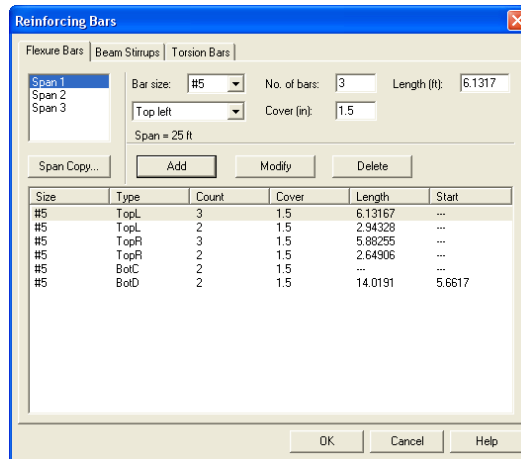 Reinforcing Bars
Flexure Bars Beam Stirrups Torsion Bars
Span 1
Span 2
Span 3
Bar size: #5 No. of bars: 3 Length (ft): 6.1317
Top left Cover (in): 1.5
Span = 25 ft
Span Copy... Add Modify Delete
Size Type Count Cover Length Start
#5 TopL 3 1.5 6.13167 ---
#5 TopL 2 1.5 2.94328 ---
#5 TopR 3 1.5 5.88255 ---
#5 TopR 2 1.5 2.64906 ---
#5 BotC 2 1.5 --- ---
#5 BotD 2 1.5 14.0191 5.6617
OK Cancel Help